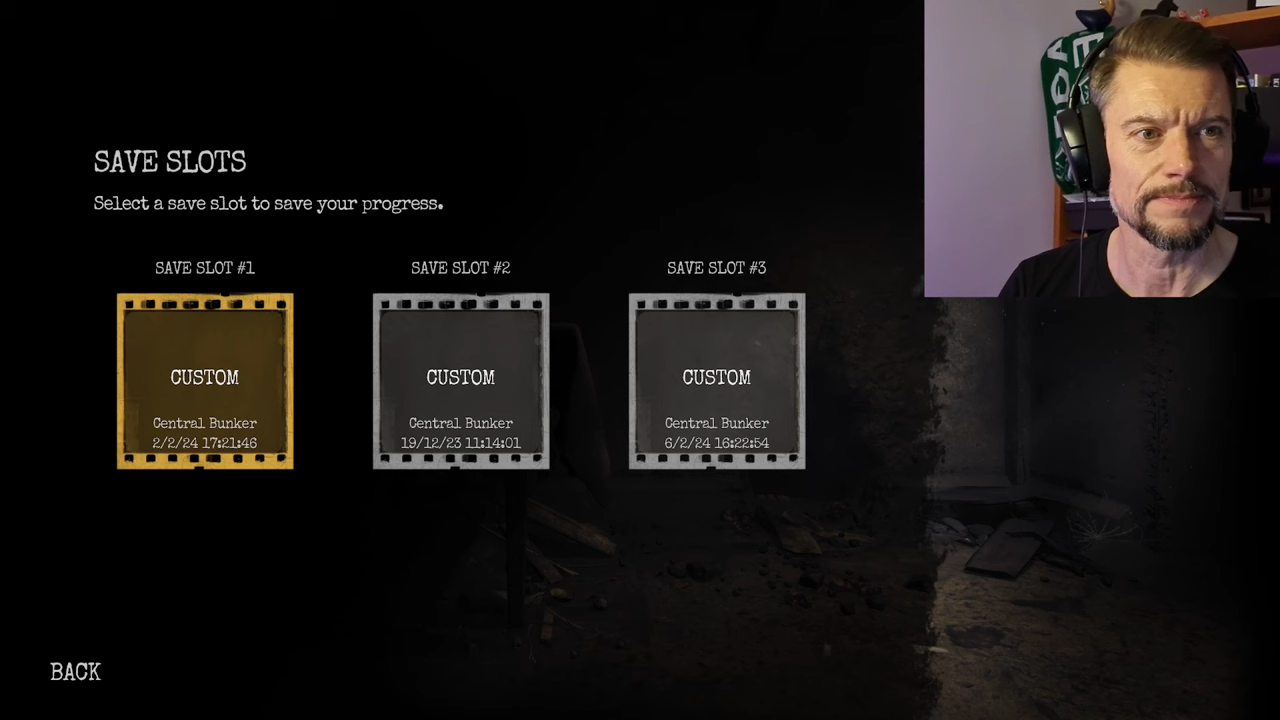 SAVE SLOTS
Select a save slot to save your progress.
SAVE SLOT #1
SAVE SLOT #2
SAVE SLOT #3
CUSTOM
Central Bunker
2/2/24 17:21:46
CUSTOM
Central Bunker
19/12/23 11:14:01
CUSTOM
Central Bunker
6/2/24 16:22:54
BACK